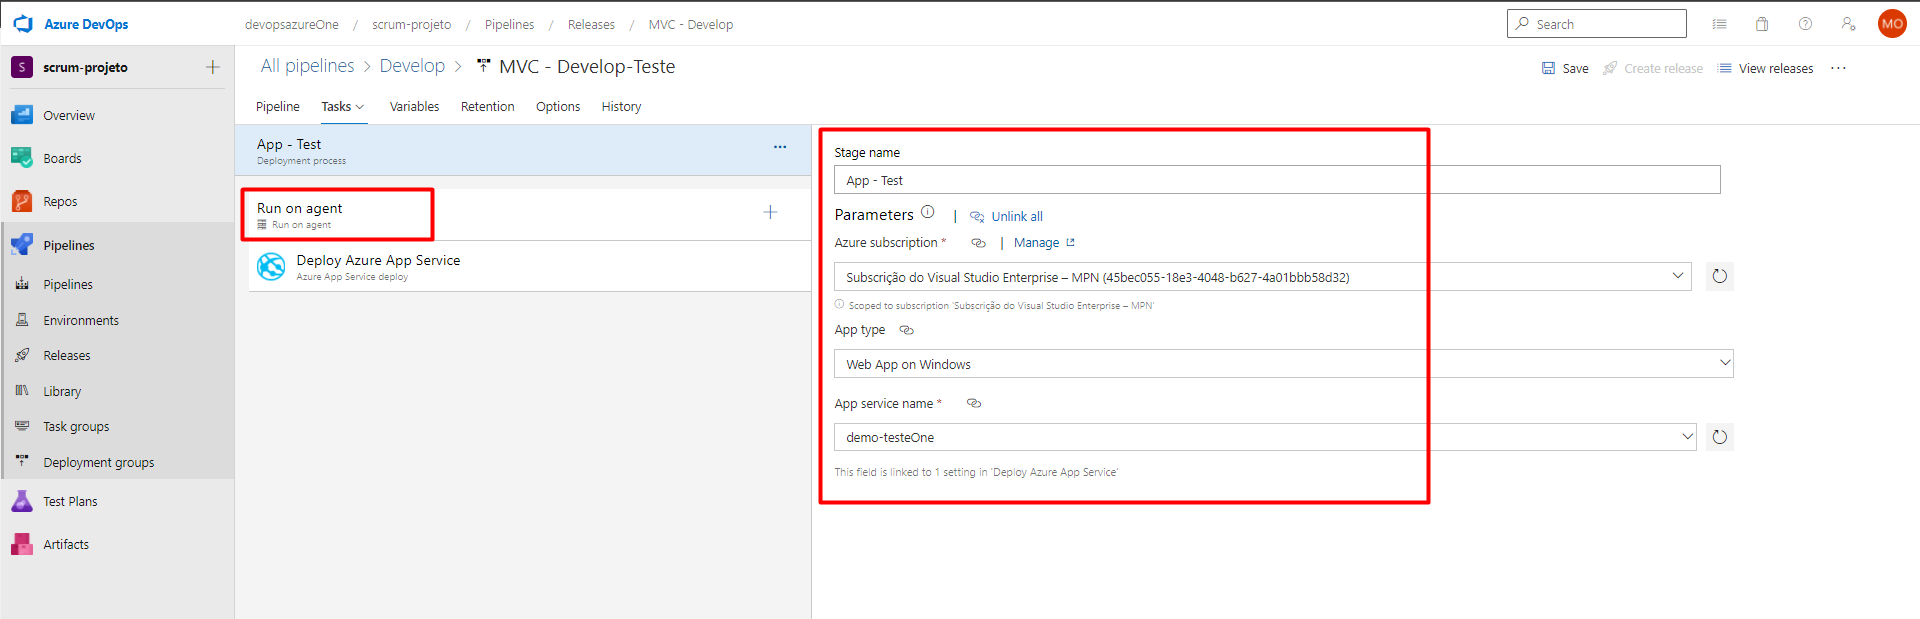 Azure DevOps
devopsazureOne / scrum-projeto / Pipelines / Releases / MVC - Develop
Search
MO
S scrum-projeto
Overview
Boards
Repos
Pipelines
Pipelines
Environments
Releases
Library
Task groups
Deployment groups
Test Plans
Artifacts
All pipelines > Develop > MVC - Develop-Teste
Save
Create release
View releases
Pipeline Tasks Variables Retention Options History
App - Test
Deployment process
Run on agent
Run on agent
Deploy Azure App Service
Azure App Service deploy
Stage name
App - Test
Parameters | Unlink all
Azure subscription * | Manage
Subscrição do Visual Studio Enterprise – MPN (45bec055-18e3-4048-b627-4a01bbb58d32)
Scoped to subscription 'Subscrição do Visual Studio Enterprise – MPN'
App type
Web App on Windows
App service name *
demo-testeOne
This field is linked to 1 setting in 'Deploy Azure App Service'